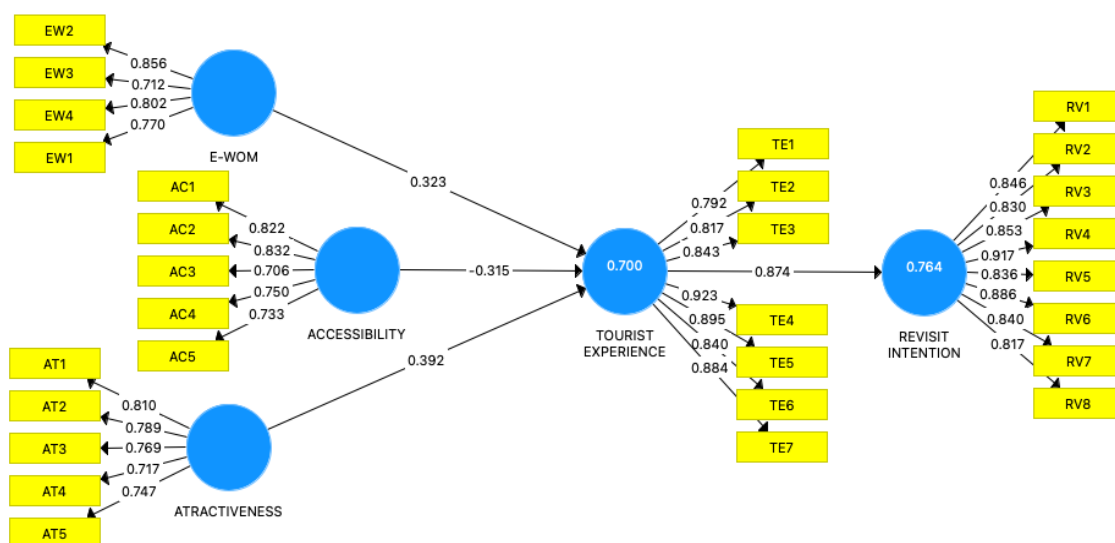 EW2
EW3
EW4
EW1
0.856
0.712
0.802
0.770
E-WOM
0.323
AC1
AC2
AC3
AC4
AC5
0.822
0.832
0.706
0.750
0.733
ACCESSIBILITY
-0.315
AT1
AT2
AT3
AT4
AT5
0.810
0.789
0.769
0.717
0.747
ATRACTIVENESS
0.392
0.700
TOURIST
EXPERIENCE
TE1
TE2
TE3
TE4
TE5
TE6
TE7
0.792
0.817
0.843
0.923
0.895
0.840
0.884
0.874
0.764
REVISIT
INTENTION
0.846
0.830
0.853
0.917
0.836
0.886
0.840
0.817
RV1
RV2
RV3
RV4
RV5
RV6
RV7
RV8